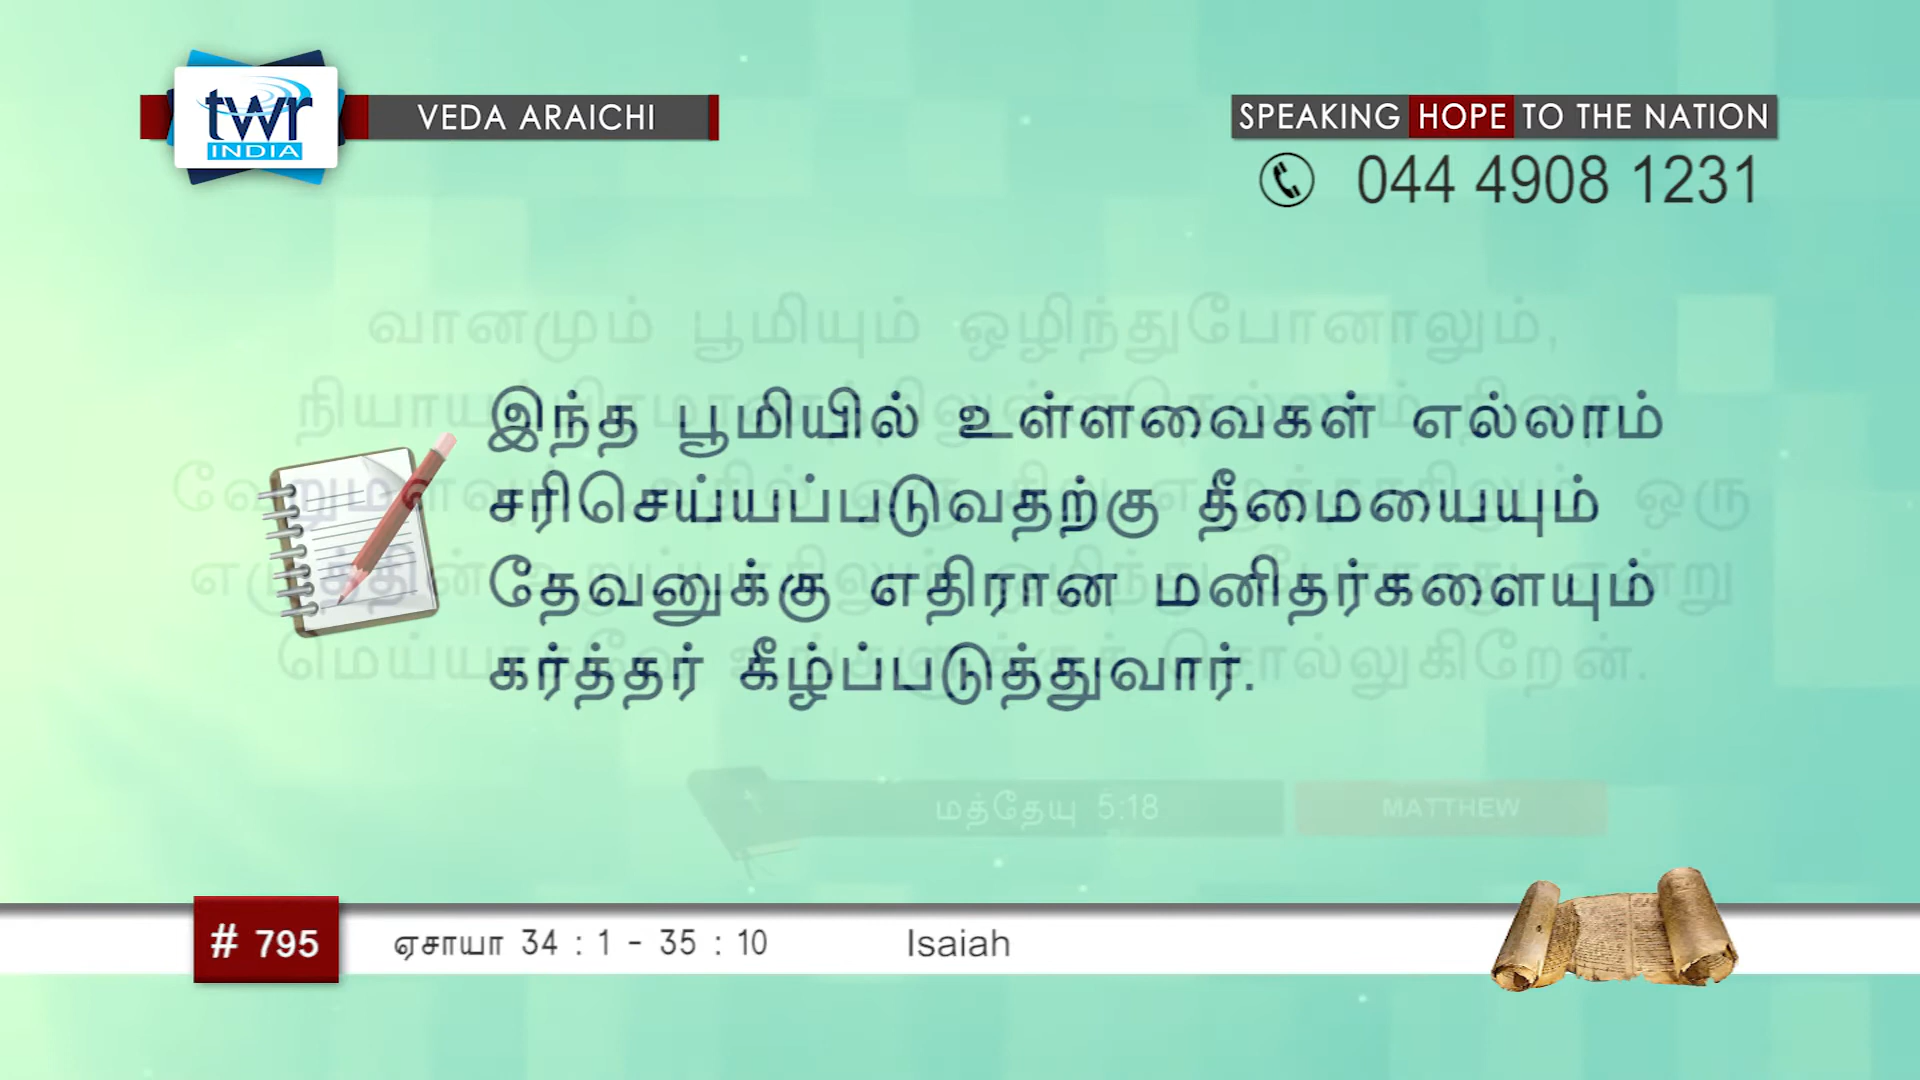 twr
INDIA
VEDA ARAICHI
SPEAKING HOPE TO THE NATION
044 4908 1231
வானமும் பூமியும் ஒழிந்துபோனாலும்,
இந்த பூமியில் உள்ளவைகள் எல்லாம்
சரிசெய்யப்படுவதற்கு தீமையையும்
தேவனுக்கு எதிரான மனிதர்களையும்
கர்த்தர் கீழ்ப்படுத்துவார்.
ஒரு
என்று
சொல்லுகிறேன்.
மத்தேயு 5:18
MATTHEW
# 795
ஏசாயா 34 : 1 - 35 : 10
Isaiah